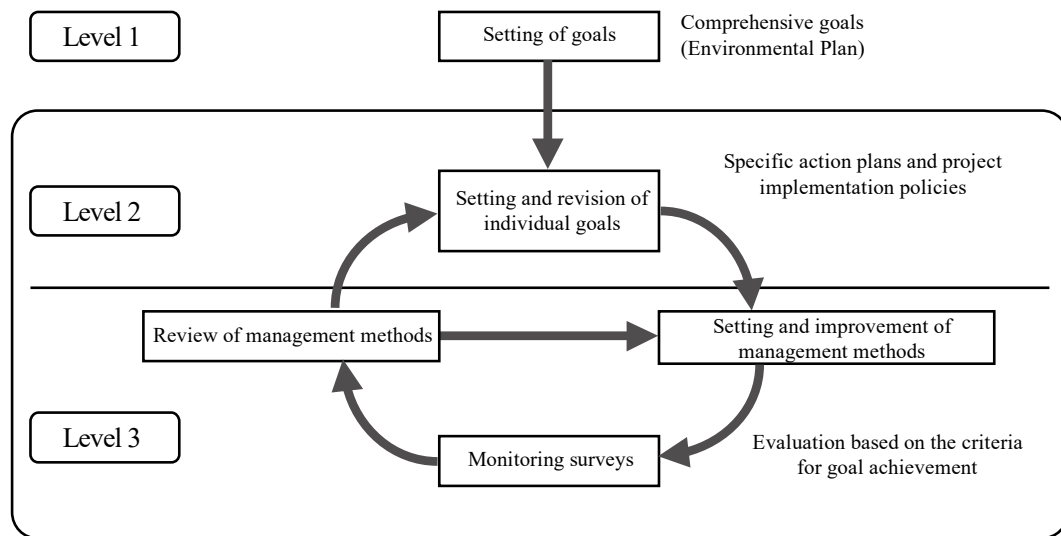 Level 1
Setting of goals
Comprehensive goals
(Environmental Plan)
Level 2
Setting and revision of
individual goals
Specific action plans and project
implementation policies
Review of management methods
Setting and improvement of
management methods
Level 3
Monitoring surveys
Evaluation based on the criteria
for goal achievement